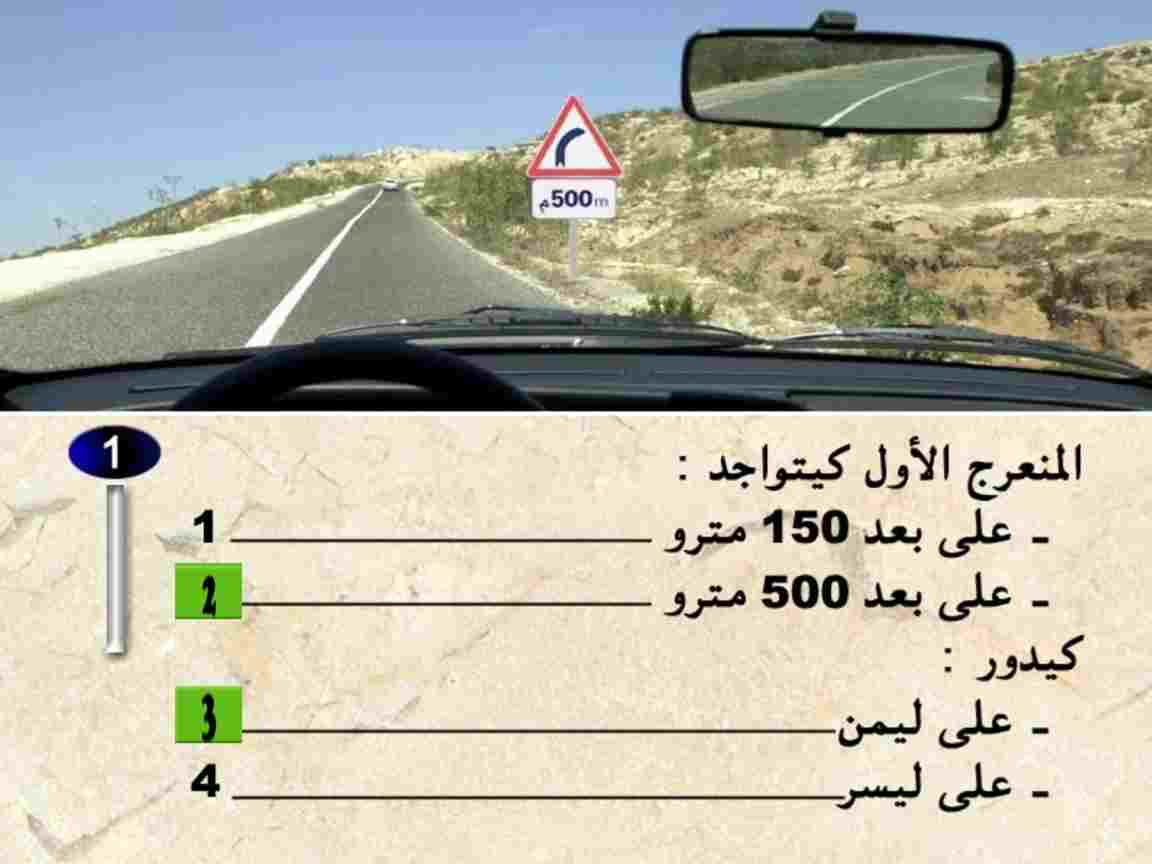 م500m
1
المنعرج الأول كيتواجد :
ـ على بعد 150 مترو 1
ـ على بعد 500 مترو 2
كيدور :
ـ على ليمن 3
ـ على ليسر 4